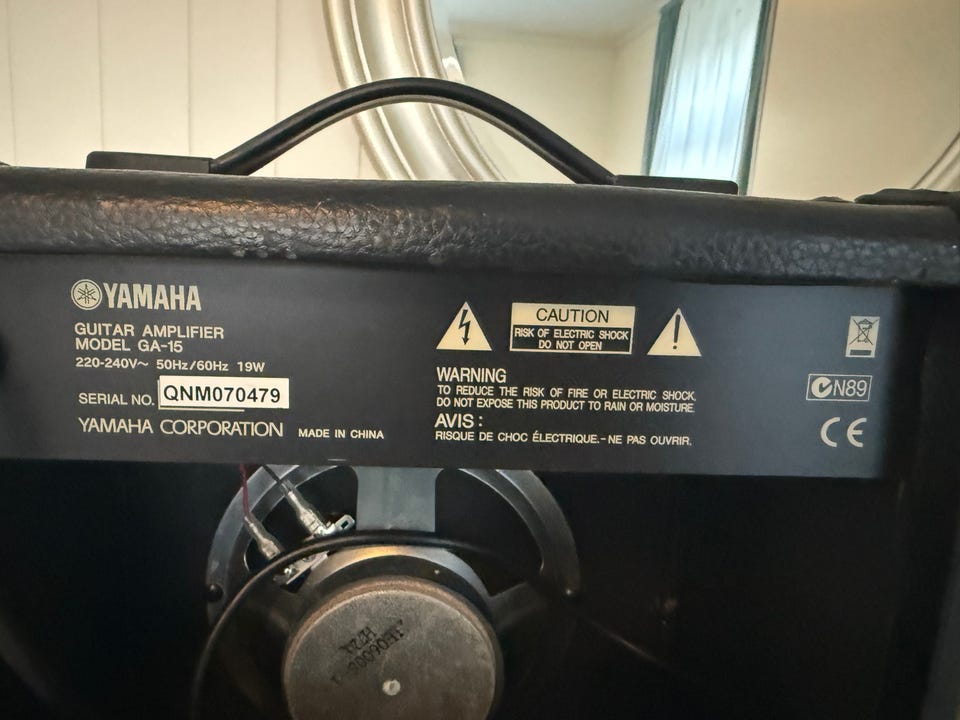 YAMAHA
GUITAR AMPLIFIER
MODEL GA-15
220-240V~ 50Hz/60Hz 19W
SERIAL NO. QNM070479
YAMAHA CORPORATION MADE IN CHINA
CAUTION
RISK OF ELECTRIC SHOCK
DO NOT OPEN
WARNING
TO REDUCE THE RISK OF FIRE OR ELECTRIC SHOCK,
DO NOT EXPOSE THIS PRODUCT TO RAIN OR MOISTURE.
AVIS :
RISQUE DE CHOC ÉLECTRIQUE.-NE PAS OUVRIR.
N89
CE